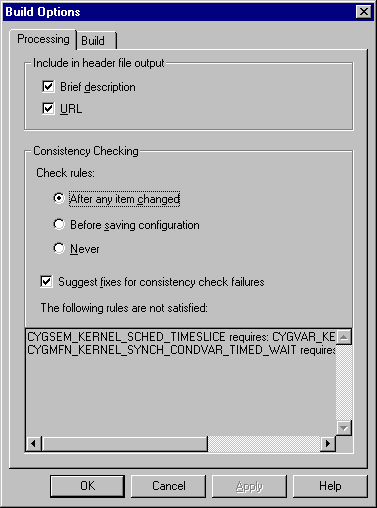 Build Options
Processing
Build
Include in header file output
Brief description
URL
Consistency Checking
Check rules:
After any item changed
Before saving configuration
Never
Suggest fixes for consistency check failures
The following rules are not satisfied:
CYGSEM_KERNEL_SCHED_TIMESLICE requires: CYGVAR_KE
CYGMFN_KERNEL_SYNCH_CONDVAR_TIMED_WAIT requires
OK
Cancel
Apply
Help